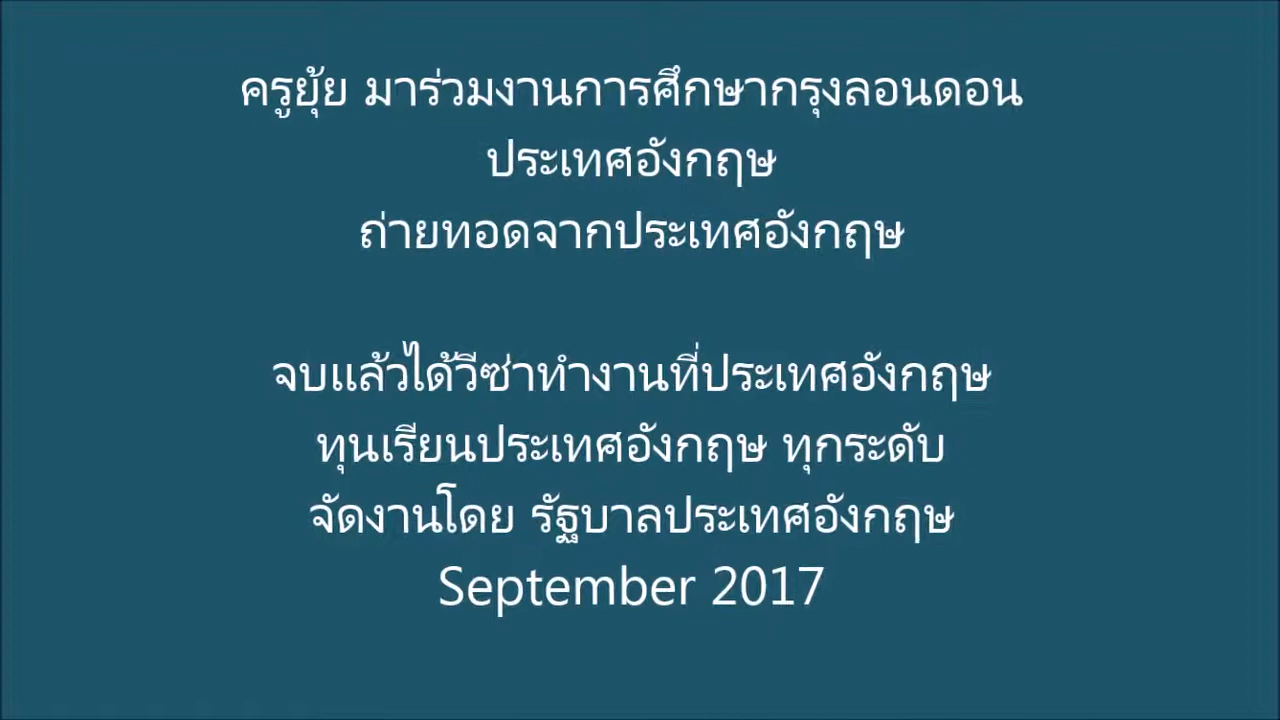 ครูยุ้ย มาร่วมงานการศึกษากรุงลอนดอน
ประเทศอังกฤษ
ถ่ายทอดจากประเทศอังกฤษ
จบแล้วได้วีซ่าทำงานที่ประเทศอังกฤษ
ทุนเรียนประเทศอังกฤษ ทุกระดับ
จัดงานโดย รัฐบาลประเทศอังกฤษ
September 2017